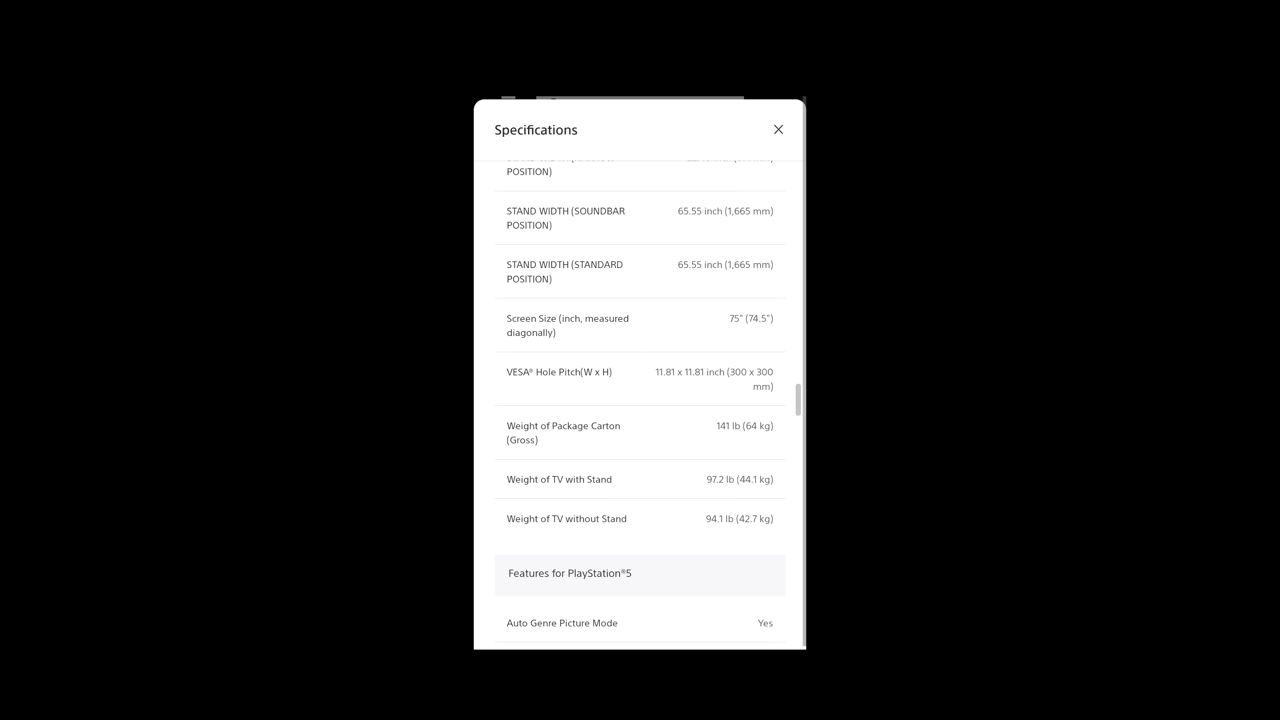 Specifications
POSITION)
STAND WIDTH (SOUNDBAR
POSITION)
65.55 inch (1,665 mm)
STAND WIDTH (STANDARD
POSITION)
65.55 inch (1,665 mm)
Screen Size (inch, measured
diagonally)
75" (74.5")
VESA® Hole Pitch(W x H)
11.81 x 11.81 inch (300 x 300
mm)
Weight of Package Carton
(Gross)
141 lb (64 kg)
Weight of TV with Stand
97.2 lb (44.1 kg)
Weight of TV without Stand
94.1 lb (42.7 kg)
Features for PlayStation®5
Auto Genre Picture Mode
Yes